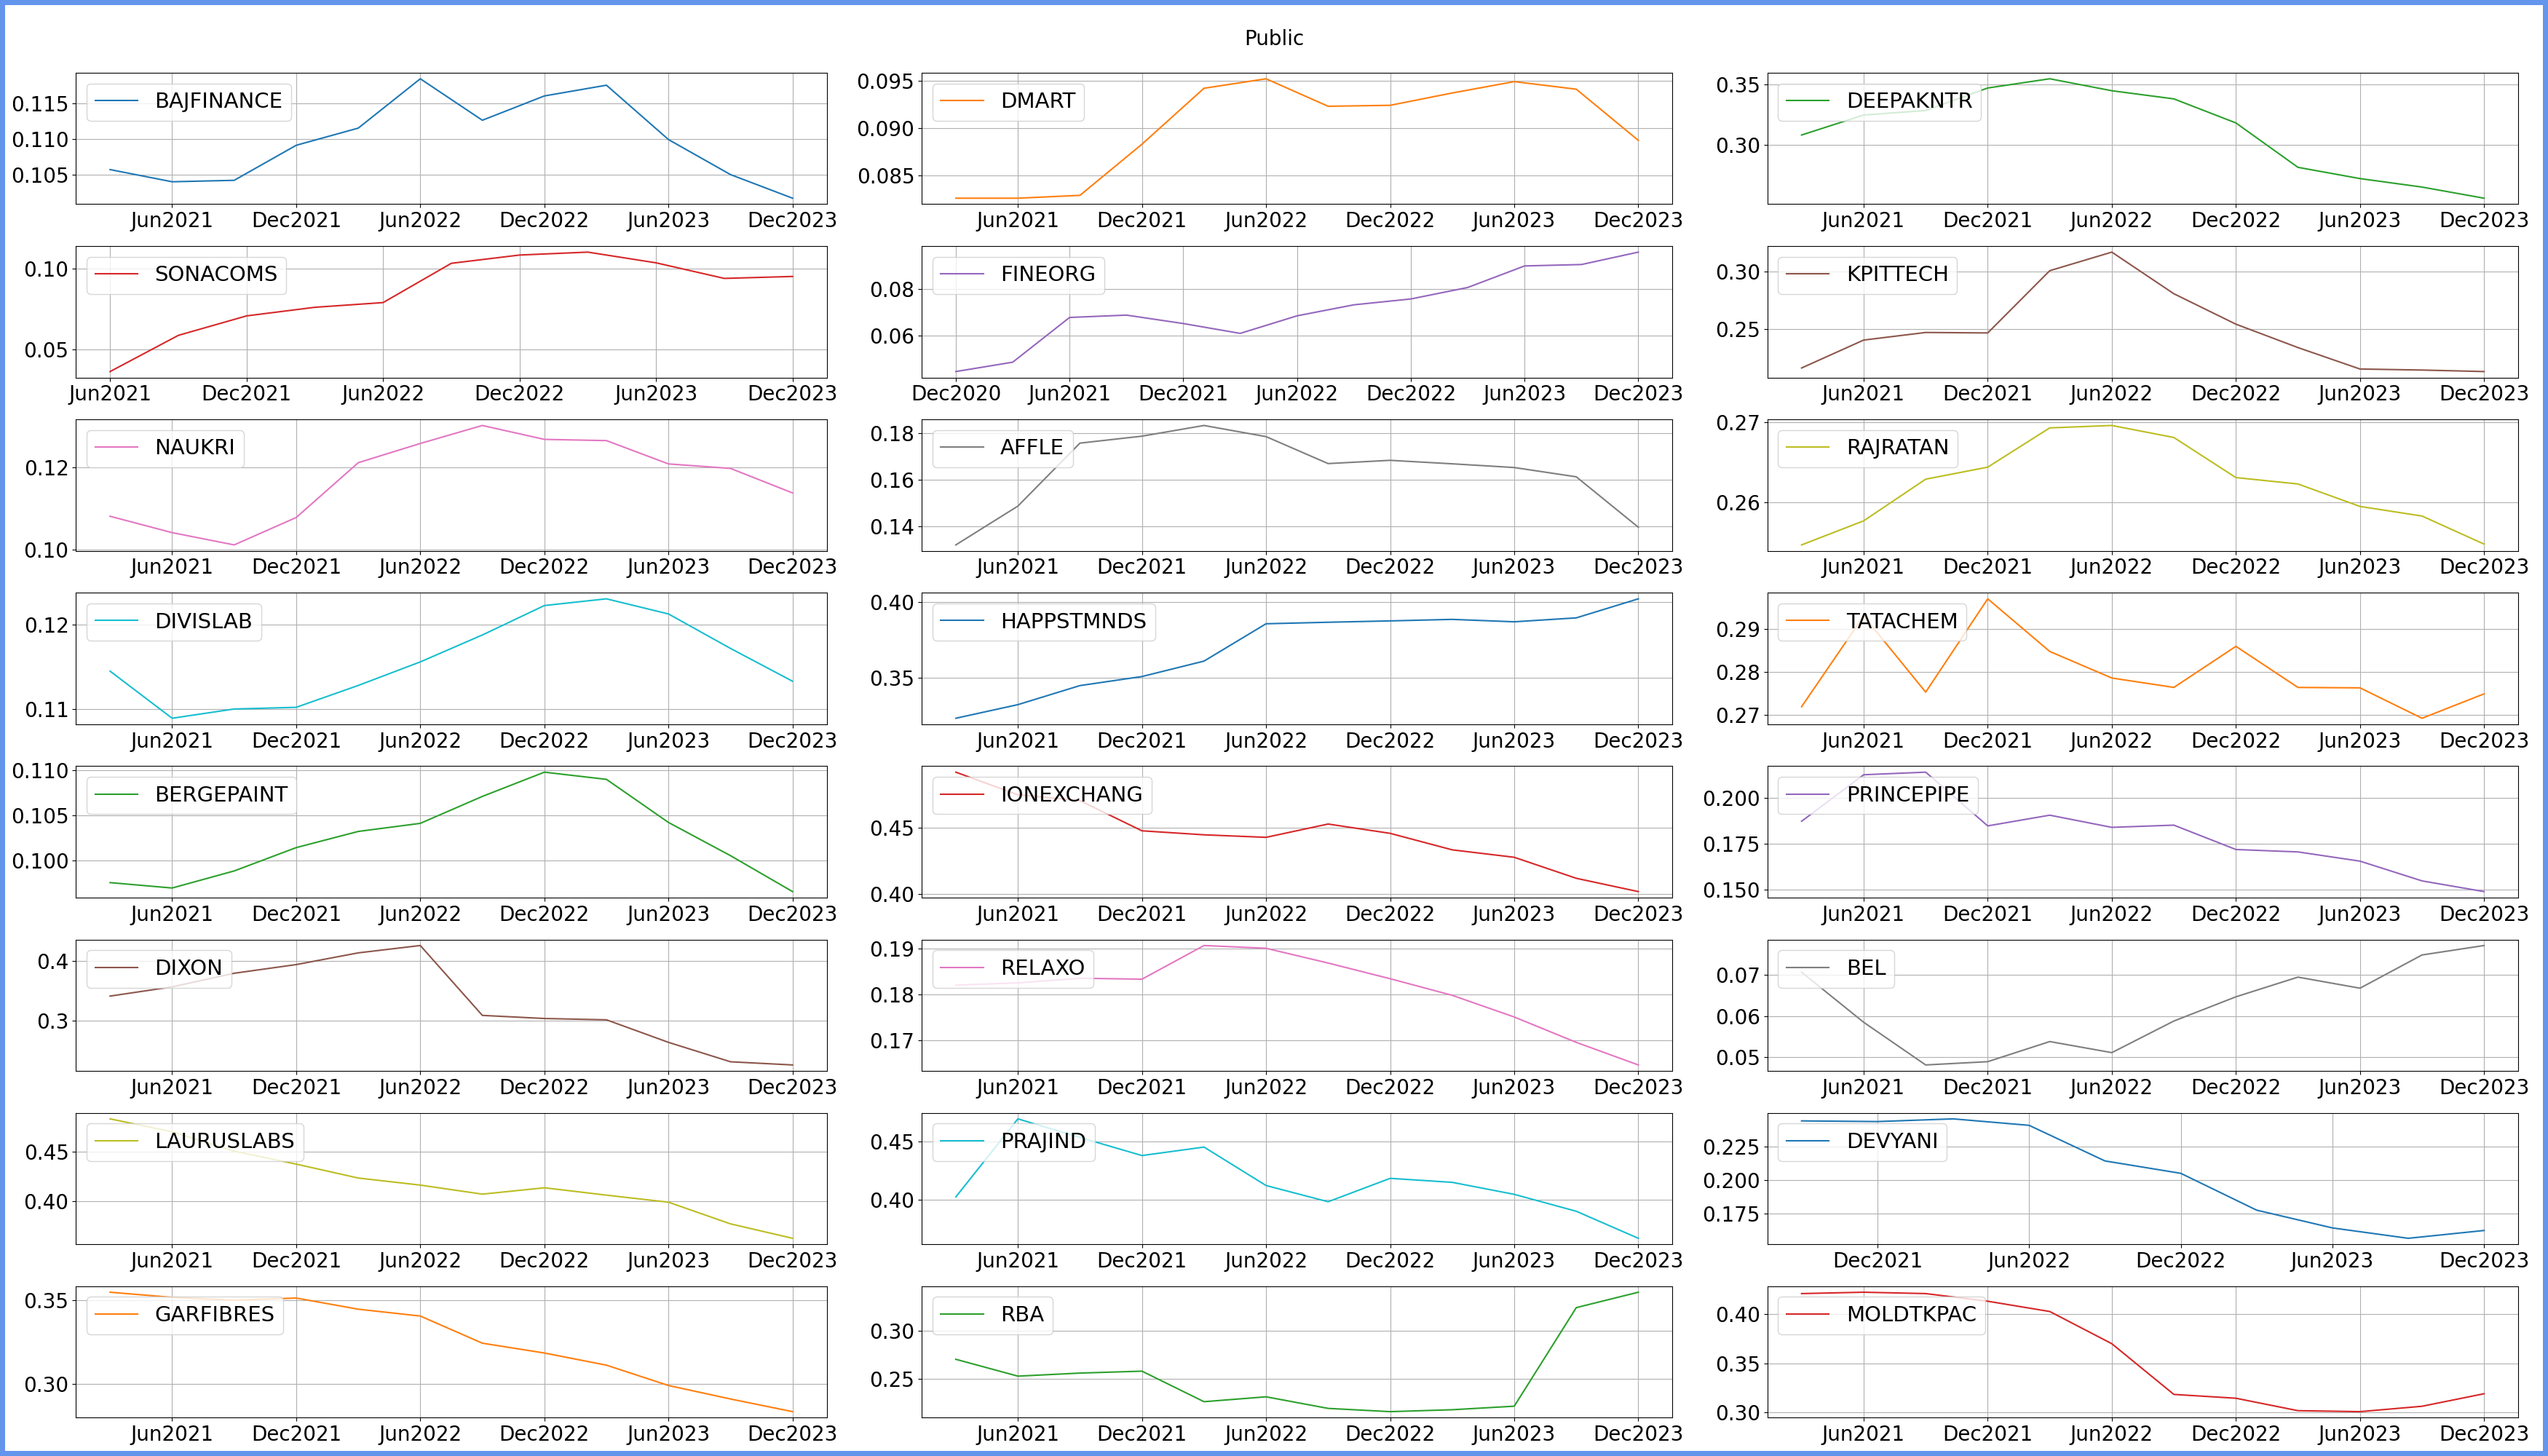 Public
BAJFINANCE
0.115
0.110
0.105
Jun2021 Dec2021 Jun2022 Dec2022 Jun2023 Dec2023
DMART
0.095
0.090
0.085
Jun2021 Dec2021 Jun2022 Dec2022 Jun2023 Dec2023
DEEPAKNTR
0.35
0.30
Jun2021 Dec2021 Jun2022 Dec2022 Jun2023 Dec2023
SONACOMS
0.10
0.05
Jun2021 Dec2021 Jun2022 Dec2022 Jun2023 Dec2023
FINEORG
0.08
0.06
Dec2020 Jun2021 Dec2021 Jun2022 Dec2022 Jun2023 Dec2023
KPITTECH
0.30
0.25
Jun2021 Dec2021 Jun2022 Dec2022 Jun2023 Dec2023
NAUKRI
0.12
0.10
Jun2021 Dec2021 Jun2022 Dec2022 Jun2023 Dec2023
AFFLE
0.18
0.16
0.14
Jun2021 Dec2021 Jun2022 Dec2022 Jun2023 Dec2023
RAJRATAN
0.27
0.26
Jun2021 Dec2021 Jun2022 Dec2022 Jun2023 Dec2023
DIVISLAB
0.12
0.11
Jun2021 Dec2021 Jun2022 Dec2022 Jun2023 Dec2023
HAPPSTMNDS
0.40
0.35
Jun2021 Dec2021 Jun2022 Dec2022 Jun2023 Dec2023
TATACHEM
0.29
0.28
0.27
Jun2021 Dec2021 Jun2022 Dec2022 Jun2023 Dec2023
BERGEPAINT
0.110
0.105
0.100
Jun2021 Dec2021 Jun2022 Dec2022 Jun2023 Dec2023
IONEXCHANG
0.45
0.40
Jun2021 Dec2021 Jun2022 Dec2022 Jun2023 Dec2023
PRINCEPIPE
0.200
0.175
0.150
Jun2021 Dec2021 Jun2022 Dec2022 Jun2023 Dec2023
DIXON
0.4
0.3
Jun2021 Dec2021 Jun2022 Dec2022 Jun2023 Dec2023
RELAXO
0.19
0.18
0.17
Jun2021 Dec2021 Jun2022 Dec2022 Jun2023 Dec2023
BEL
0.07
0.06
0.05
Jun2021 Dec2021 Jun2022 Dec2022 Jun2023 Dec2023
LAURUSLABS
0.45
0.40
Jun2021 Dec2021 Jun2022 Dec2022 Jun2023 Dec2023
PRAJIND
0.45
0.40
Jun2021 Dec2021 Jun2022 Dec2022 Jun2023 Dec2023
DEVYANI
0.225
0.200
0.175
Dec2021 Jun2022 Dec2022 Jun2023 Dec2023
GARFIBRES
0.35
0.30
Jun2021 Dec2021 Jun2022 Dec2022 Jun2023 Dec2023
RBA
0.30
0.25
Jun2021 Dec2021 Jun2022 Dec2022 Jun2023 Dec2023
MOLDTKPAC
0.40
0.35
0.30
Jun2021 Dec2021 Jun2022 Dec2022 Jun2023 Dec2023